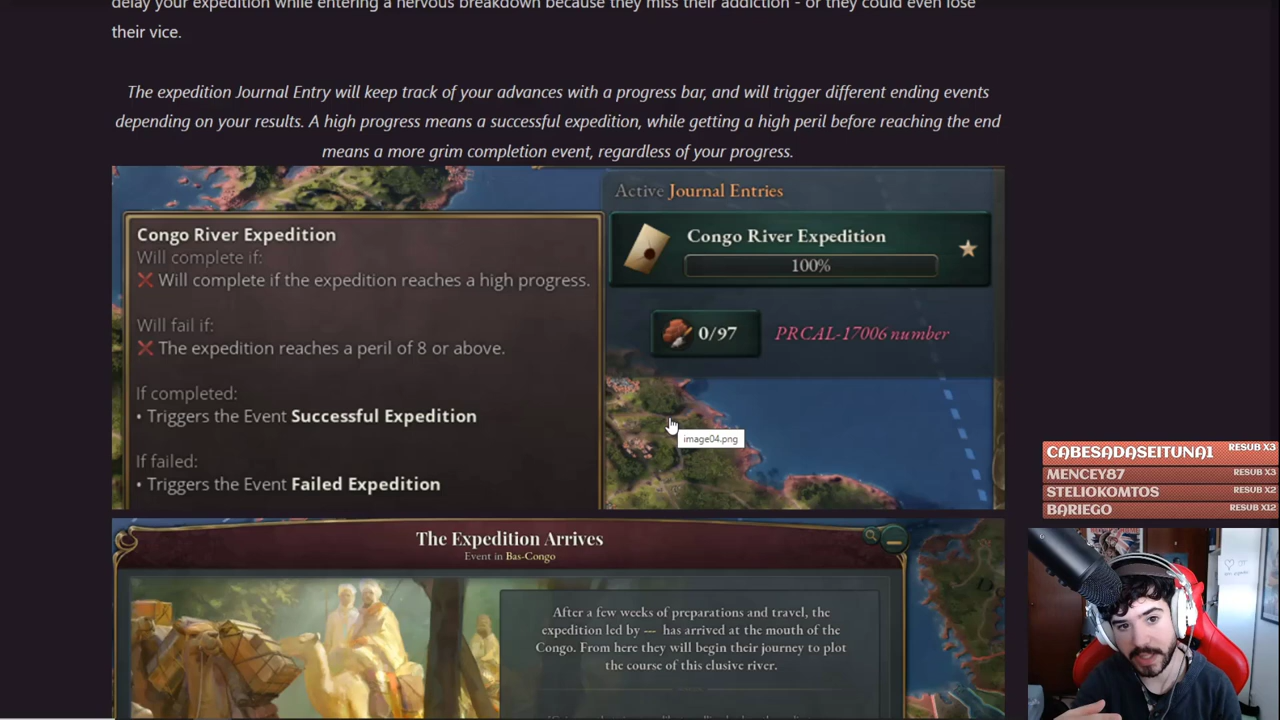 delay your expedition while entering a nervous breakdown because they miss their addiction - or they could even lose
their vice.
The expedition Journal Entry will keep track of your advances with a progress bar, and will trigger different ending events
depending on your results. A high progress means a successful expedition, while getting a high peril before reaching the end
means a more grim completion event, regardless of your progress.
Congo River Expedition
Will complete if:
Will complete if the expedition reaches a high progress.
Will fail if:
The expedition reaches a peril of 8 or above.
If completed:
• Triggers the Event Successful Expedition
If failed:
• Triggers the Event Failed Expedition
Active Journal Entries
Congo River Expedition
100%
0/97 PRCAL-17006 number
image04.png
CABESADASEITUNA1 RESUB X3
MENCEY87 RESUB X3
STELIOKOMTOS RESUB X2
BARIEGO RESUB X12
The Expedition Arrives
Event in Bas-Congo
After a few weeks of preparations and travel, the
expedition led by --- has arrived at the mouth of the
Congo. From here they will begin their journey to plot
the course of this elusive river.